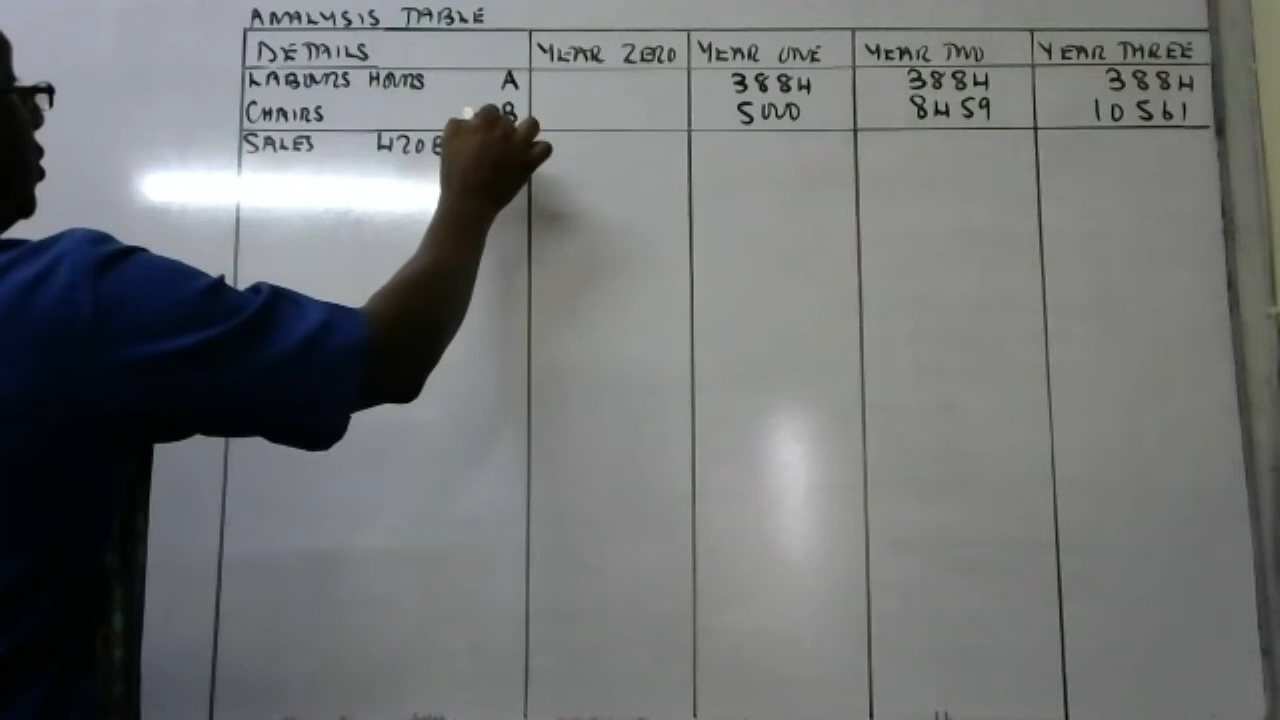 ANALYSIS TABLE
DETAILS YEAR ZERO YEAR ONE YEAR TWO YEAR THREE
LABOURS HOURS A 3884 3884 3884
CHAIRS B 5000 8459 10561
SALES 420B